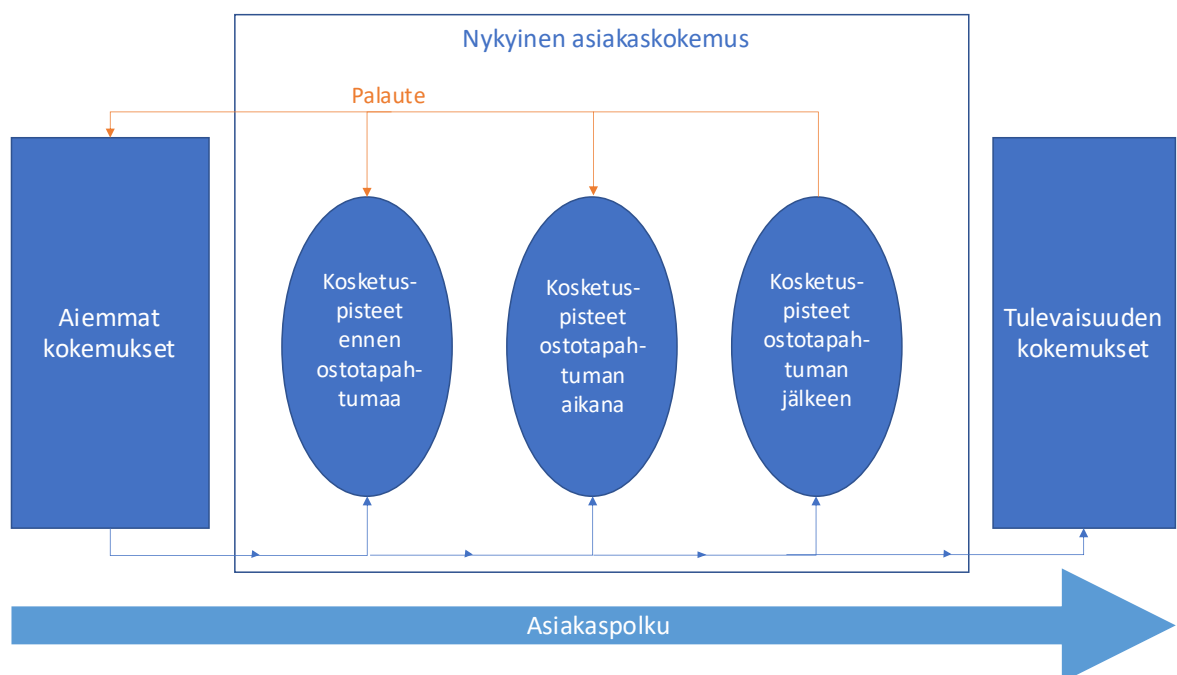 Nykyinen asiakaskokemus
Palaute
Aiemmat
kokemukset
Kosketus-
pisteet
ennen
ostotapah-
tumaa
Kosketus-
pisteet
ostotapah-
tuman
aikana
Kosketus-
pisteet
ostotapah-
tuman
jälkeen
Tulevaisuuden
kokemukset
Asiakaspolku